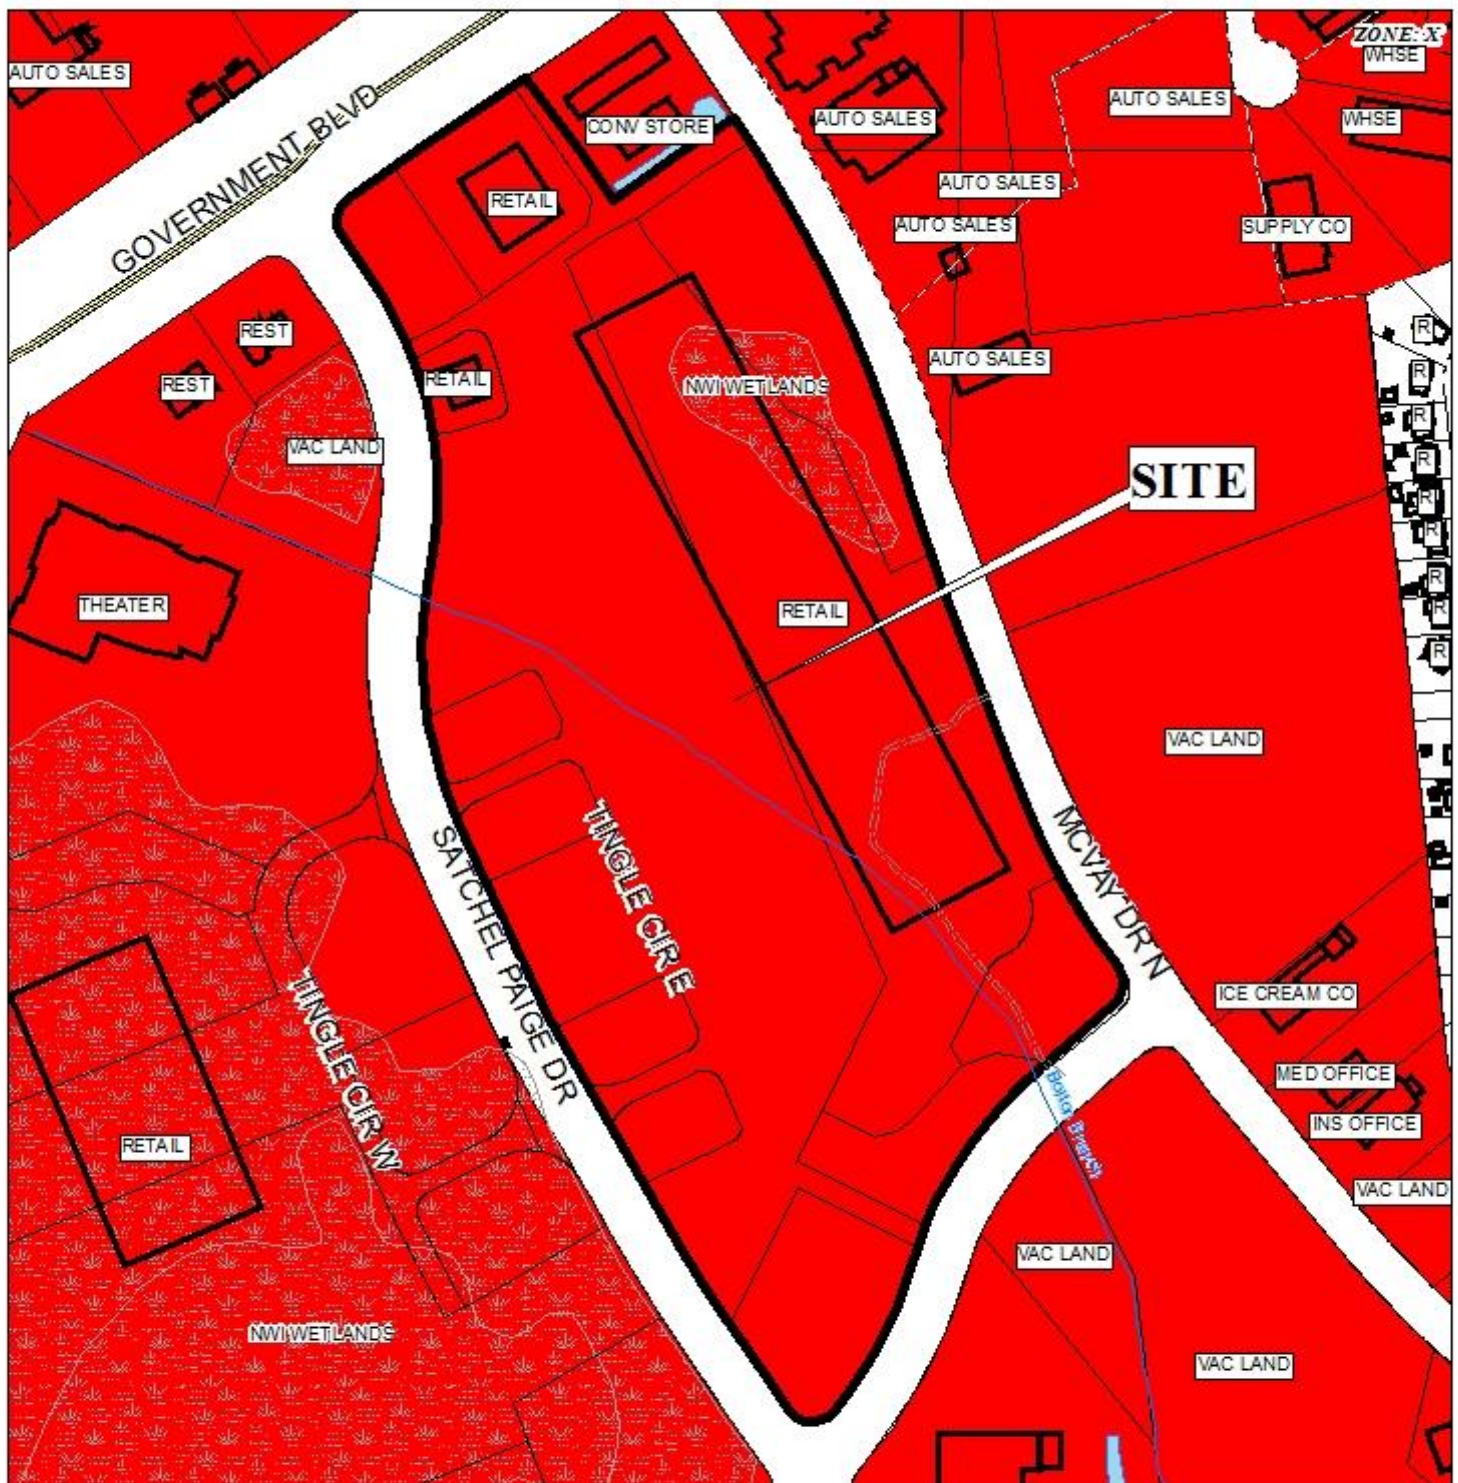 ZONE: X
AUTO SALES
WHSE
GOVERNMENT BLVD
CONV STORE
AUTO SALES
AUTO SALES
WHSE
RETAIL
AUTO SALES
AUTO SALES
SUPPLY CO
REST
REST
RETAIL
NWI WETLANDS
AUTO SALES
R
R
R
R
R
R
R
R
R
VAC LAND
SITE
THEATER
RETAIL
VAC LAND
TINGLE CIR E
SATCHEL PAIGE DR
MCVAY DR N
TINGLE CIR W
ICE CREAM CO
MED OFFICE
INS OFFICE
RETAIL
Bolton Branch
VAC LAND
VAC LAND
NWI WETLANDS
VAC LAND